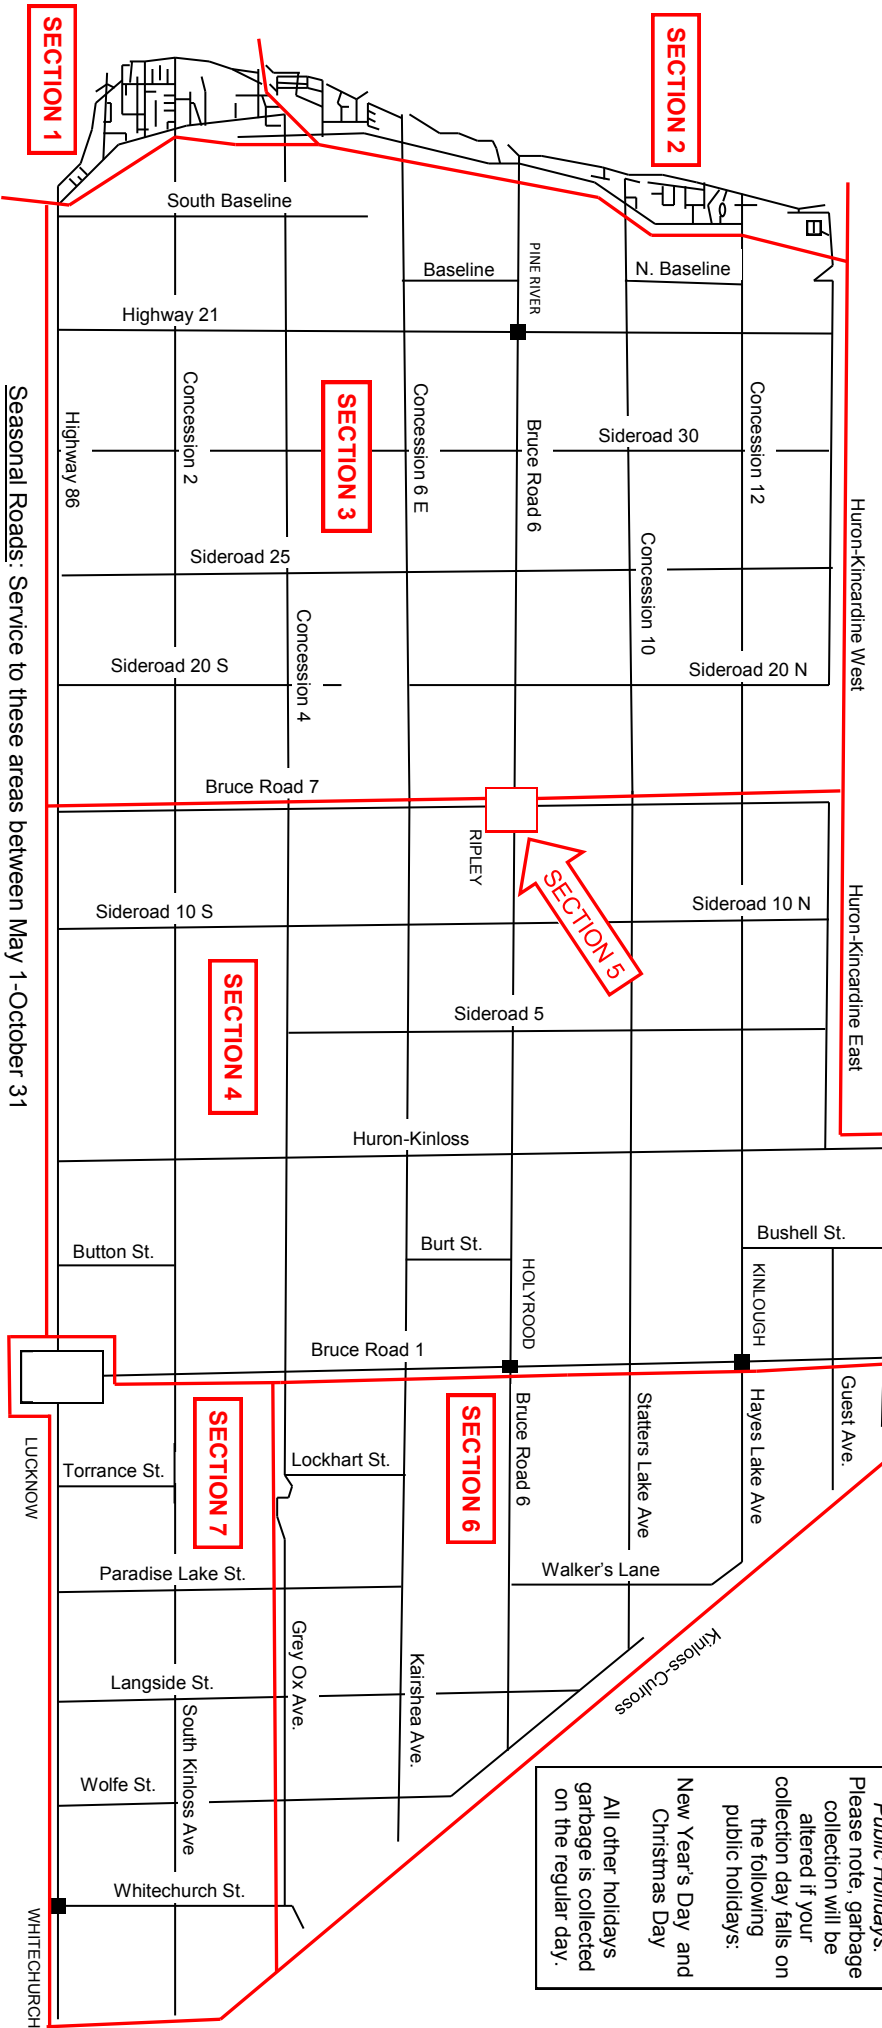 SECTION 1
SECTION 2
South Baseline
Baseline
PINE RIVER
N. Baseline
Highway 21
Highway 86
Concession 2
SECTION 3
Concession 6 E
Bruce Road 6
Sideroad 30
Concession 12
Huron-Kincardine West
Sideroad 25
Concession 10
Concession 4
Sideroad 20 S
Sideroad 20 N
Bruce Road 7
RIPLEY
SECTION 5
Sideroad 10 S
Sideroad 10 N
Huron-Kincardine East
SECTION 4
Sideroad 5
Huron-Kinloss
Button St.
Burt St.
HOLYROOD
Bushell St.
KINLOUGH
Bruce Road 1
LUCKNOW
SECTION 7
SECTION 6
Bruce Road 6
Statters Lake Ave
Hayes Lake Ave
Guest Ave.
Torrance St.
Lockhart St.
Paradise Lake St.
Walker's Lane
Grey Ox Ave.
Kairshea Ave.
Kinloss-Culross
Langside St.
South Kinloss Ave
Wolfe St.
Whitechurch St.
WHITECHURCH
Seasonal Roads: Service to these areas between May 1-October 31
Public Holidays:
Please note, garbage
collection will be
altered if your
collection day falls on
the following
public holidays:
New Year's Day and
Christmas Day
All other holidays
garbage is collected
on the regular day.